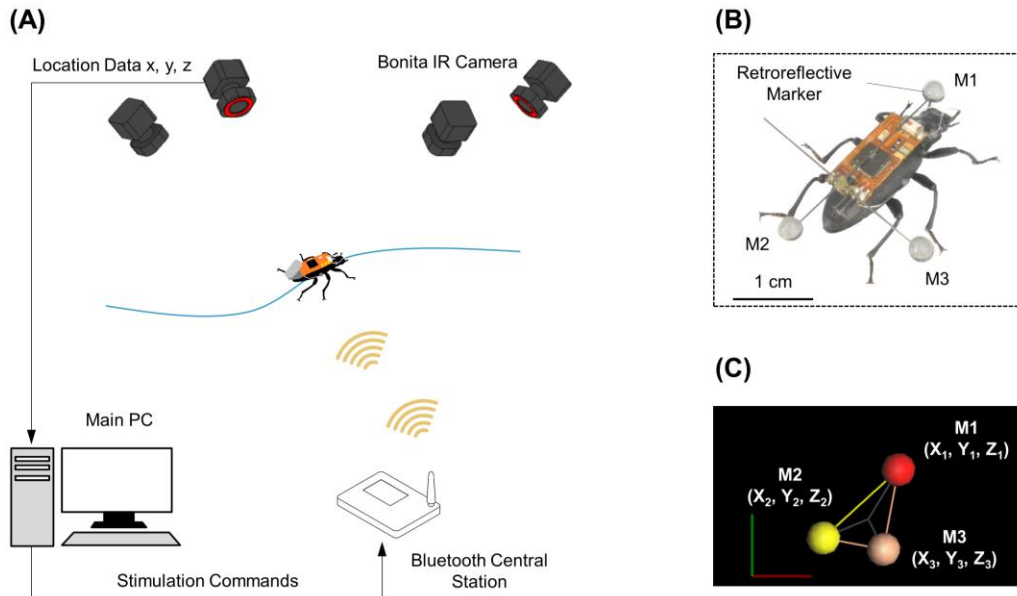 (A)
Location Data x, y, z
Bonita IR Camera
Main PC
Stimulation Commands
Bluetooth Central
Station
(B)
Retroreflective
Marker
M1
M2
M3
1 cm
(C)
M1
(X₁, Y₁, Z₁)
M2
(X₂, Y₂, Z₂)
M3
(X₃, Y₃, Z₃)